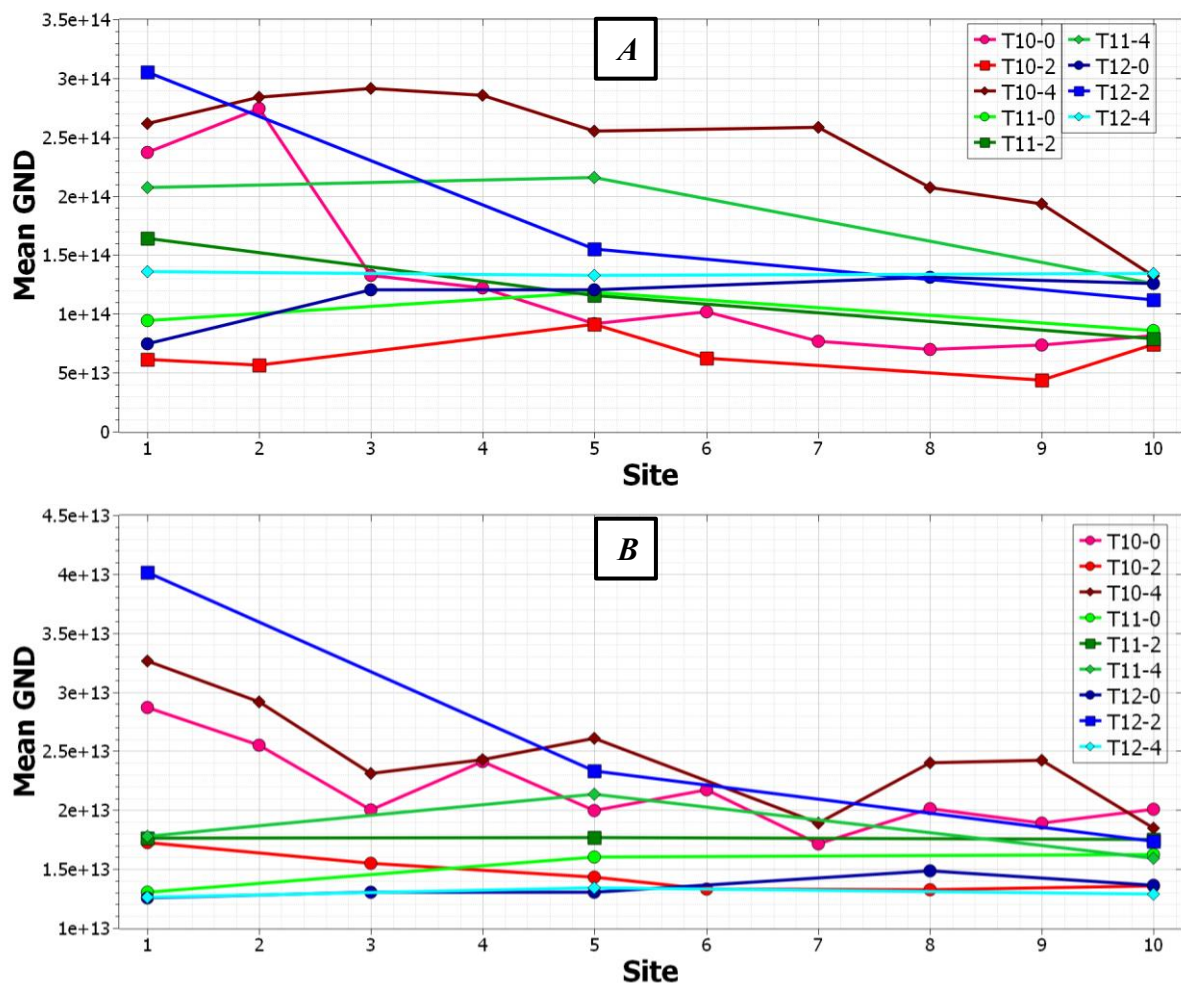 A
3.5e+14
3e+14
2.5e+14
2e+14
1.5e+14
1e+14
5e+13
0
Mean GND
T10-0 T11-4
T10-2 T12-0
T10-4 T12-2
T11-0 T12-4
T11-2
1 2 3 4 5 6 7 8 9 10
Site
B
4.5e+13
4e+13
3.5e+13
3e+13
2.5e+13
2e+13
1.5e+13
1e+13
Mean GND
T10-0
T10-2
T10-4
T11-0
T11-2
T11-4
T12-0
T12-2
T12-4
1 2 3 4 5 6 7 8 9 10
Site